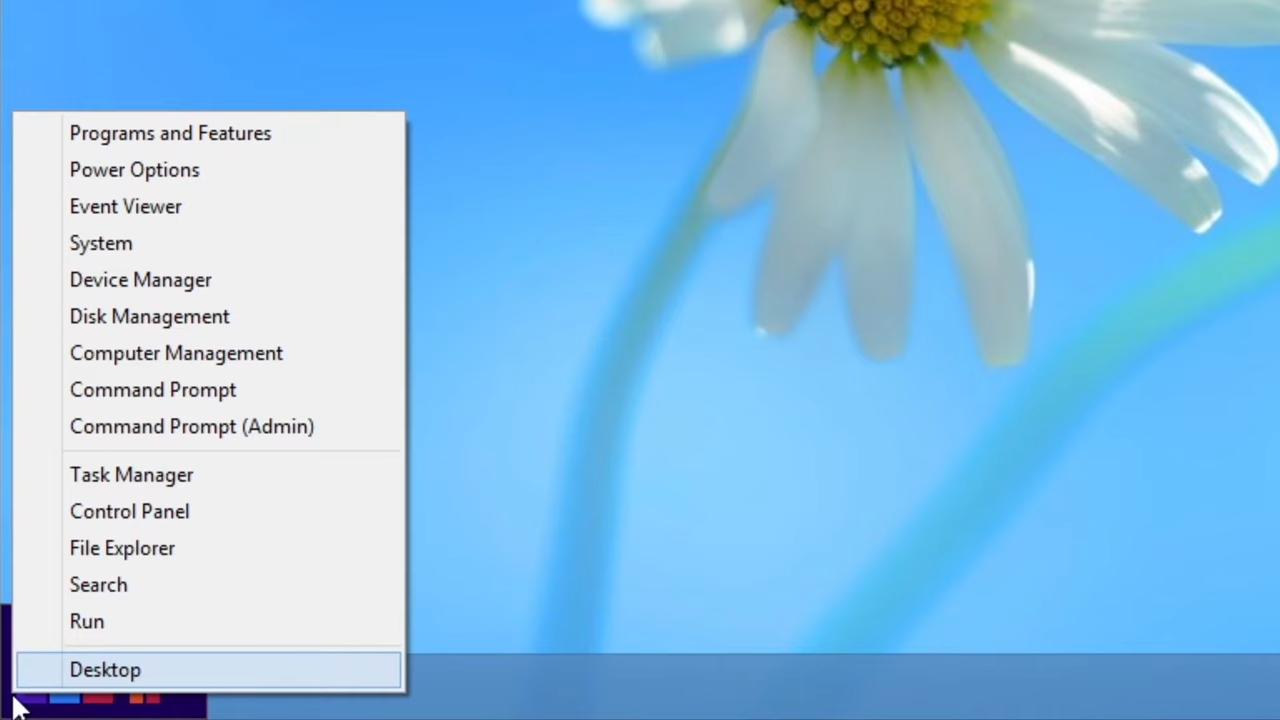 Programs and Features
Power Options
Event Viewer
System
Device Manager
Disk Management
Computer Management
Command Prompt
Command Prompt (Admin)
Task Manager
Control Panel
File Explorer
Search
Run
Desktop